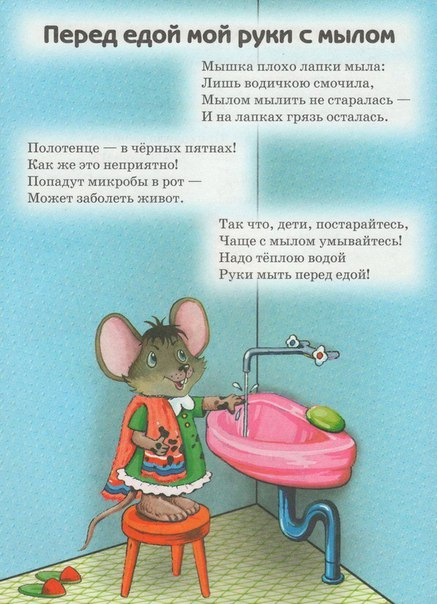 Перед едой мой руки с мылом
Мышка плохо лапки мыла:
Лишь водичкою смочила,
Мылом мылить не старалась —
И на лапках грязь осталась.
Полотенце — в чёрных пятнах!
Как же это неприятно!
Попадут микробы в рот —
Может заболеть живот.
Так что, дети, постарайтесь,
Чаще с мылом умывайтесь!
Надо тёплою водой
Руки мыть перед едой!